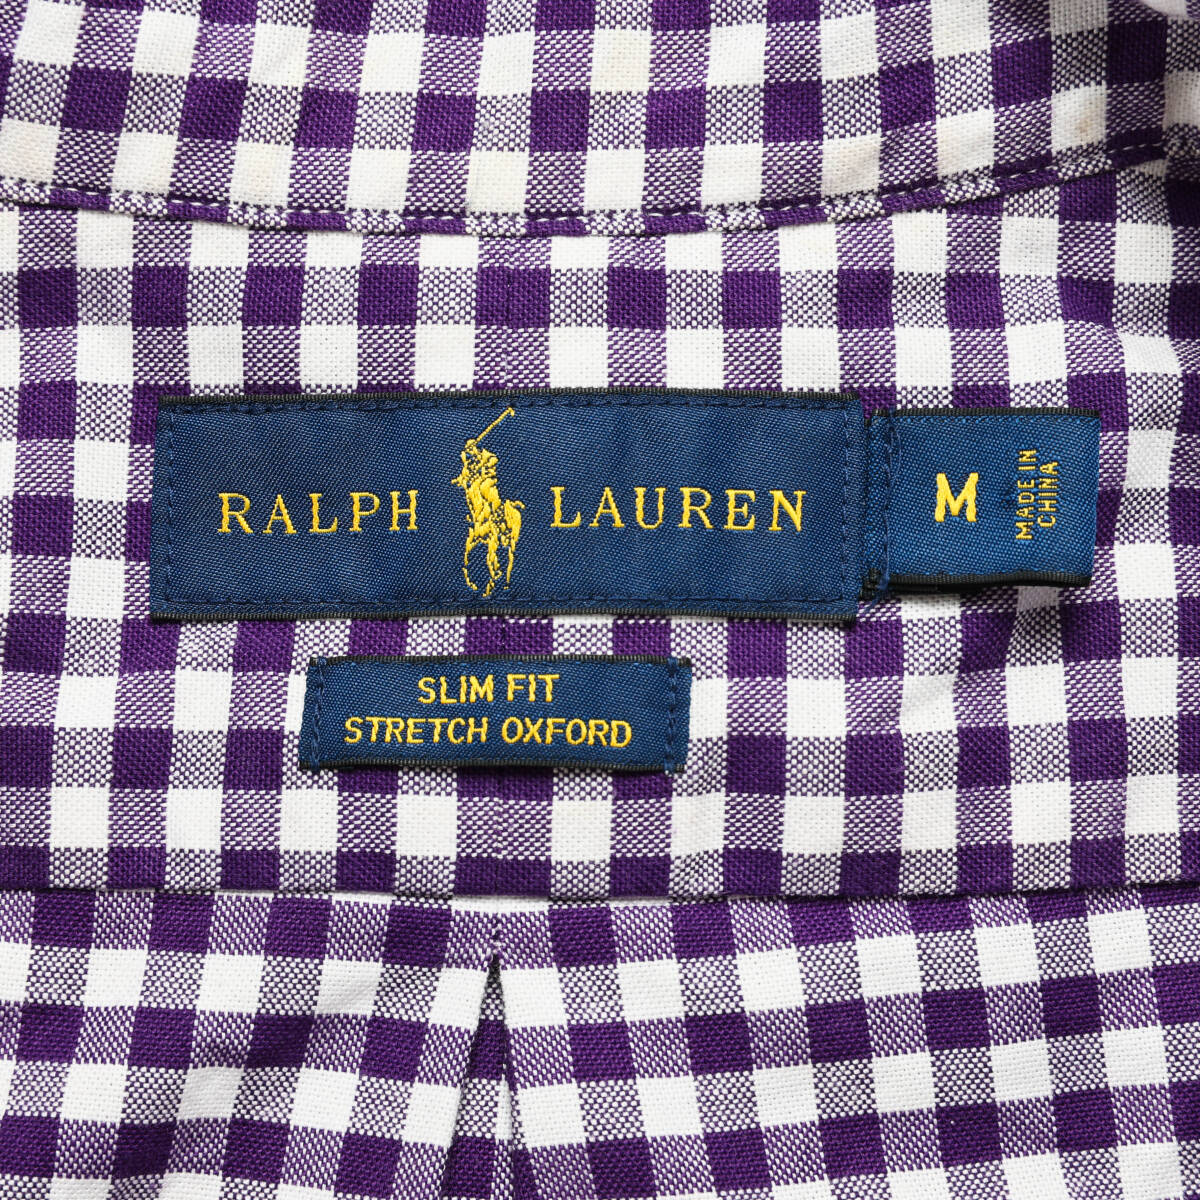 RALPH LAUREN
M
MADE IN
CHINA
SLIM FIT
STRETCH OXFORD